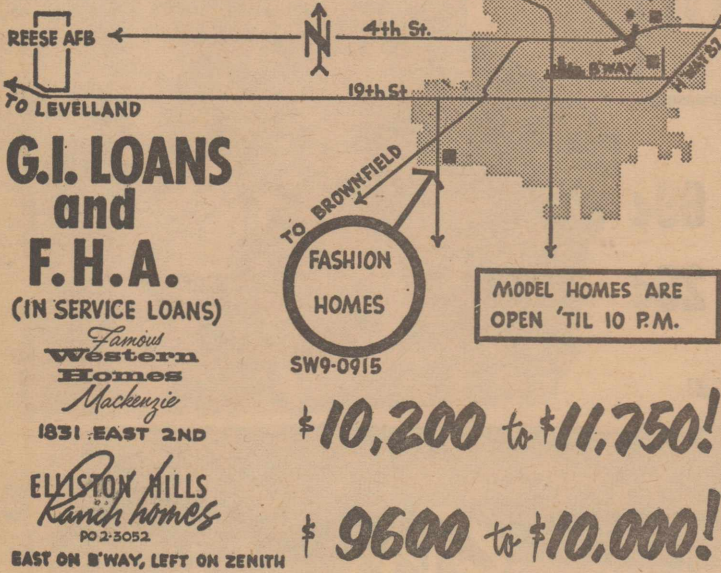 REESE AFB
N
4th St.
B'WAY
H'WAY 87
19th St
TO LEVELLAND
G.I. LOANS
and
F.H.A.
(IN SERVICE LOANS)
TO BROWNFIELD
FASHION
HOMES
SW9-0915
MODEL HOMES ARE
OPEN 'TIL 10 P.M.
Famous
Western
Homes
Mackenzie
1831 EAST 2ND
$10,200 to $11,750!
ELLISTON HILLS
Ranch homes
PO 2-3052
EAST ON B'WAY, LEFT ON ZENITH
$9600 to $10,000!